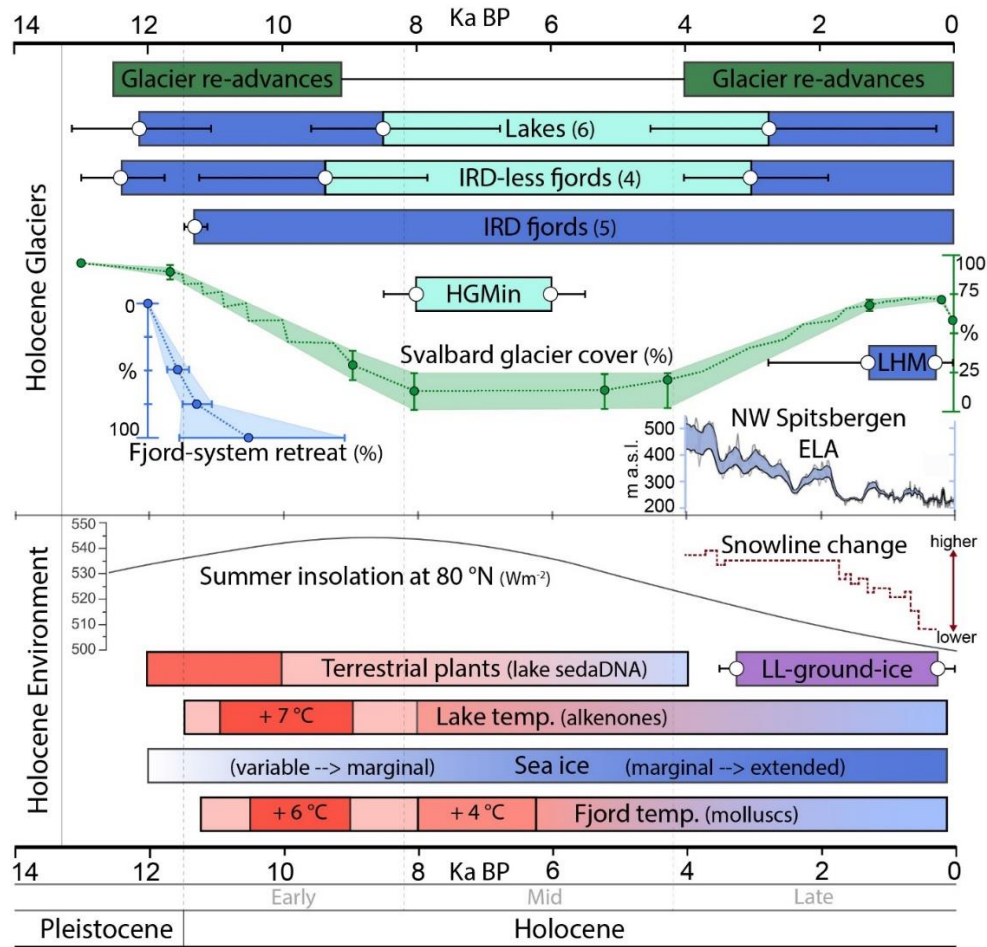 Ka BP
14 12 10 8 6 4 2 0
Holocene Glaciers
Glacier re-advances
Glacier re-advances
Lakes (6)
IRD-less fjords (4)
IRD fjords (5)
HGMin
100
75
%
25
0
0
%
100
Svalbard glacier cover (%)
LHM
Fjord-system retreat (%)
NW Spitsbergen
ELA
m a.s.l.
500
400
300
200
Holocene Environment
550
540
530
520
510
500
Summer insolation at 80 °N (Wm-2)
Snowline change
higher
lower
Terrestrial plants (lake sedaDNA)
LL-ground-ice
+ 7 °C
Lake temp. (alkenones)
(variable --> marginal) Sea ice (marginal --> extended)
+ 6 °C
+ 4 °C
Fjord temp. (molluscs)
14 12 10 Ka BP 8 6 4 2 0
Early Mid Late
Pleistocene Holocene